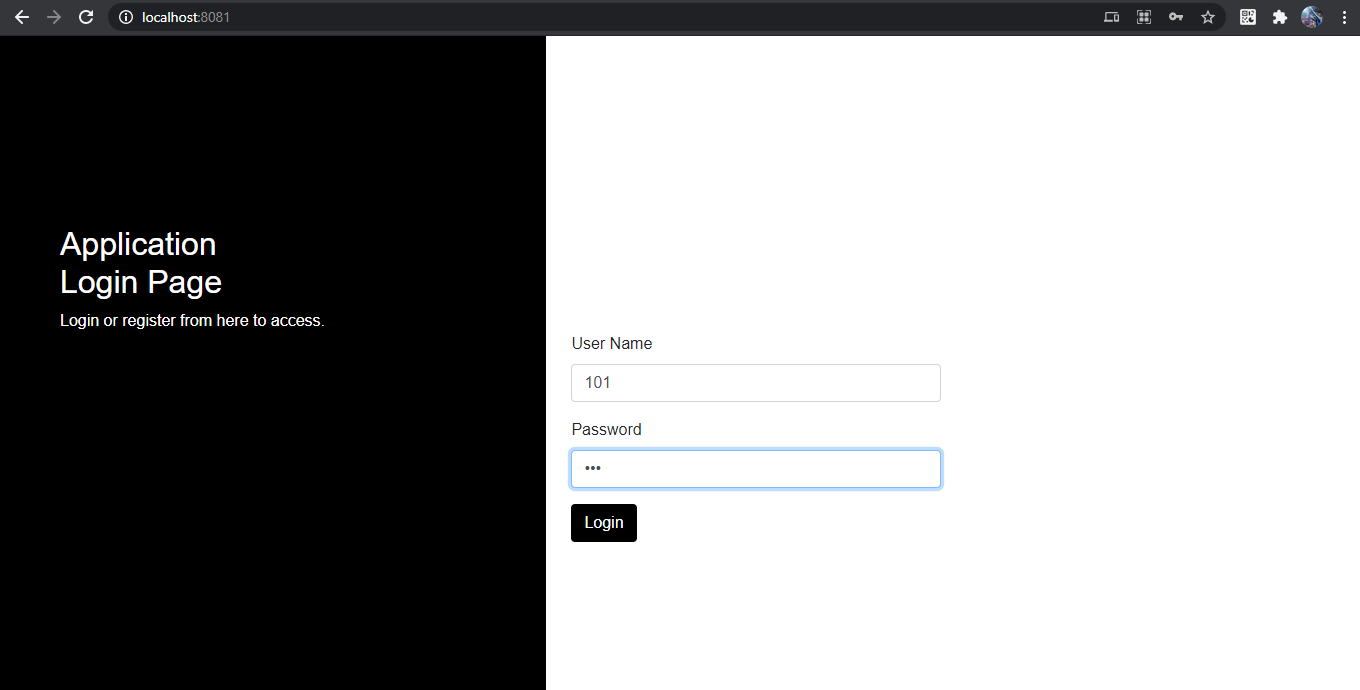 localhost:8081
Application
Login Page
Login or register from here to access.
User Name
101
Password
•••
Login